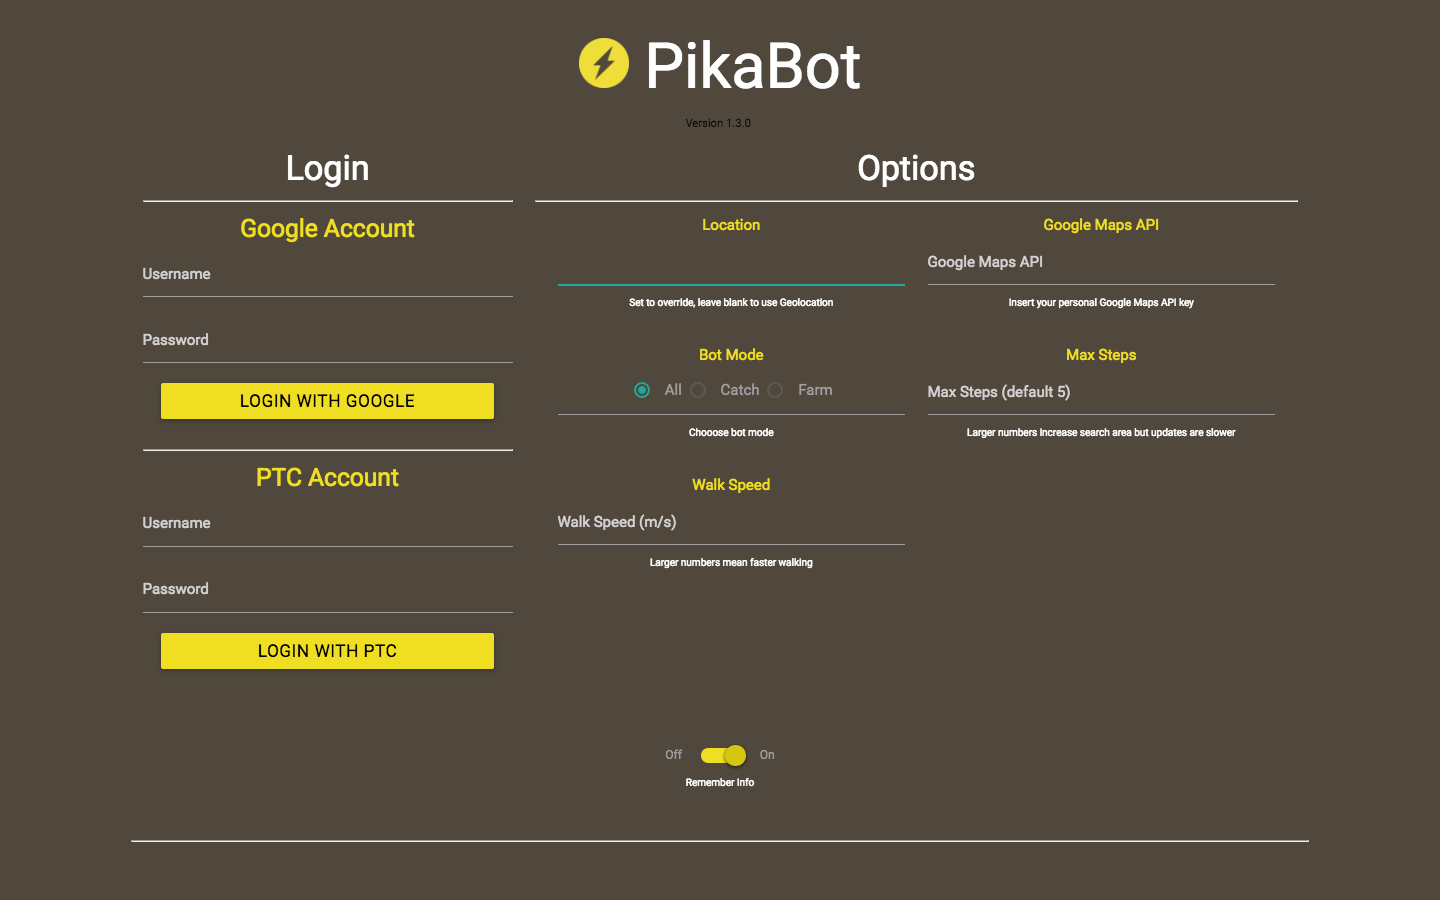 PikaBot
Version 1.3.0
Login
Google Account
Username
Password
LOGIN WITH GOOGLE
PTC Account
Username
Password
LOGIN WITH PTC
Options
Location
Set to override, leave blank to use Geolocation
Google Maps API
Google Maps API
Insert your personal Google Maps API key
Bot Mode
All Catch Farm
Chooose bot mode
Max Steps
Max Steps (default 5)
Larger numbers increase search area but updates are slower
Walk Speed
Walk Speed (m/s)
Larger numbers mean faster walking
Off On
Remember Info